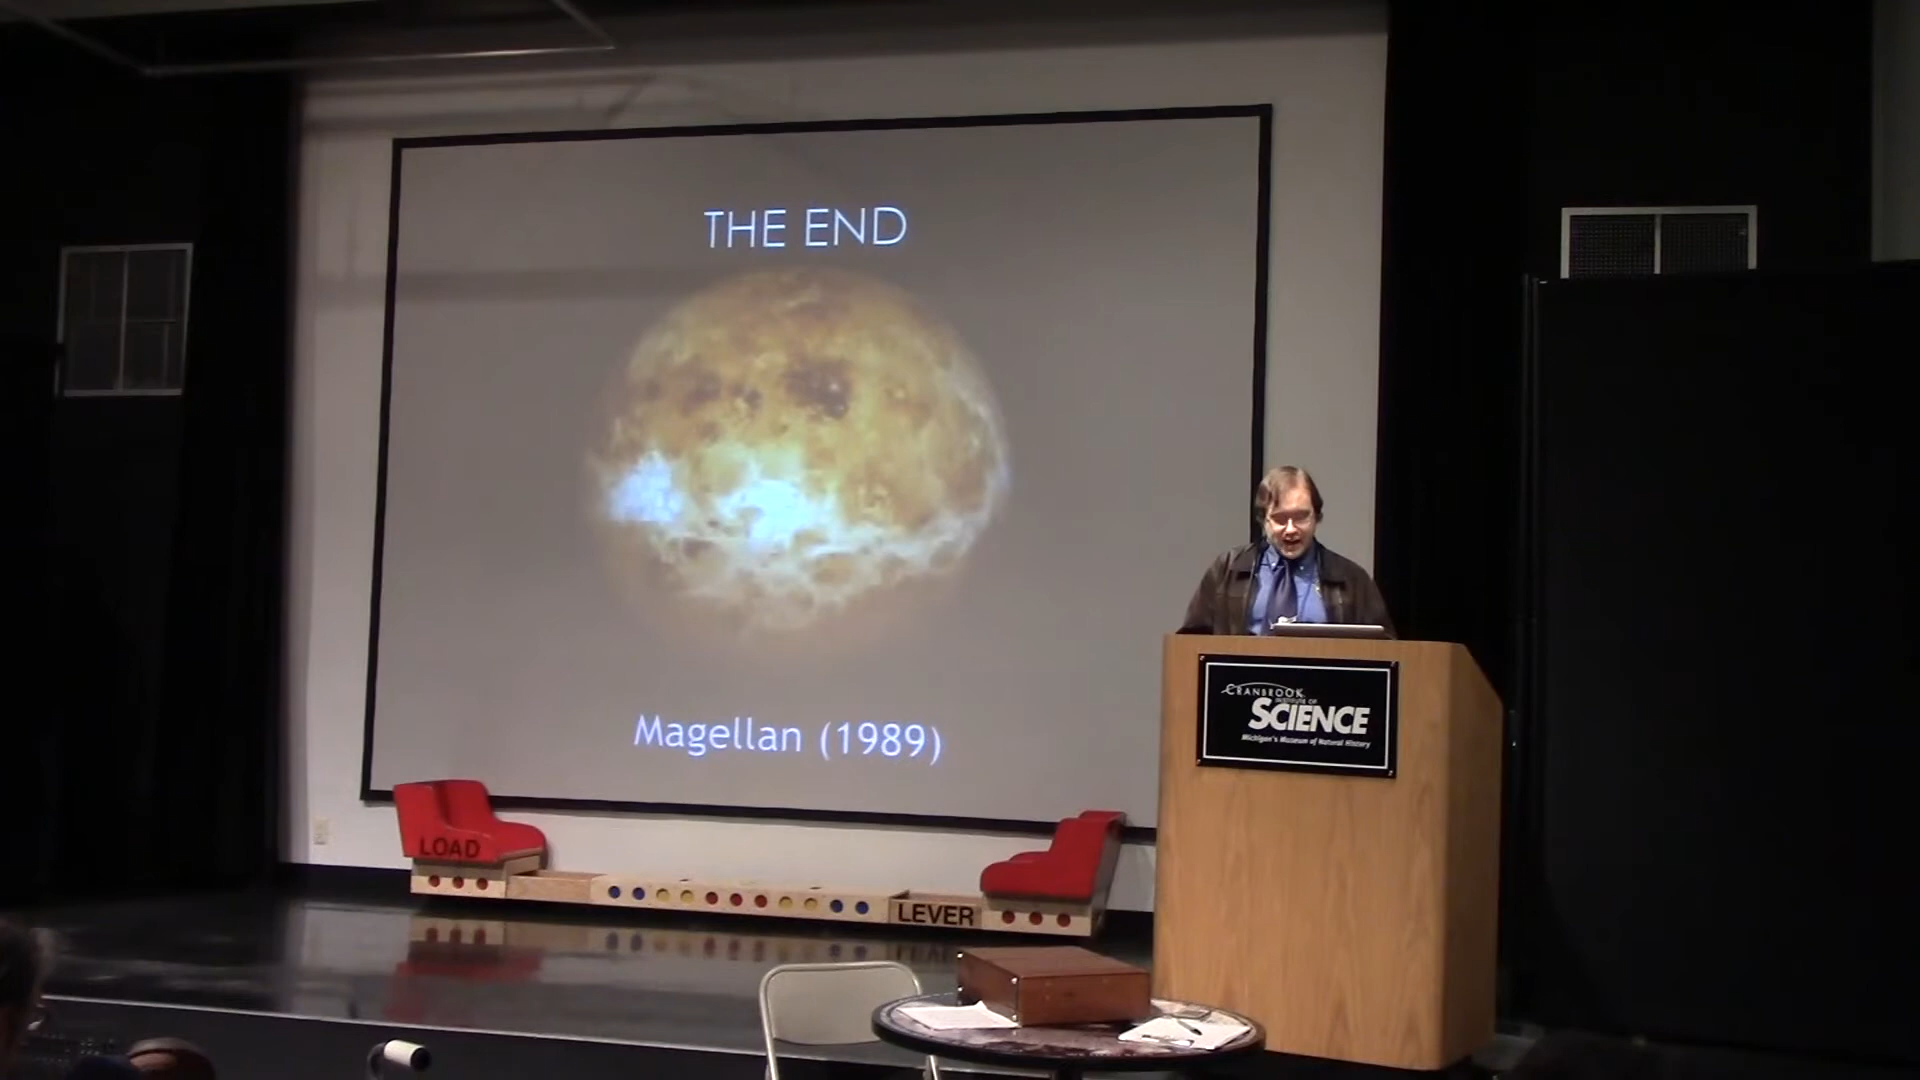 THE END
Magellan (1989)
CRANBROOK
INSTITUTE OF
SCIENCE
Michigan's Museum of Natural History
LOAD
LEVER